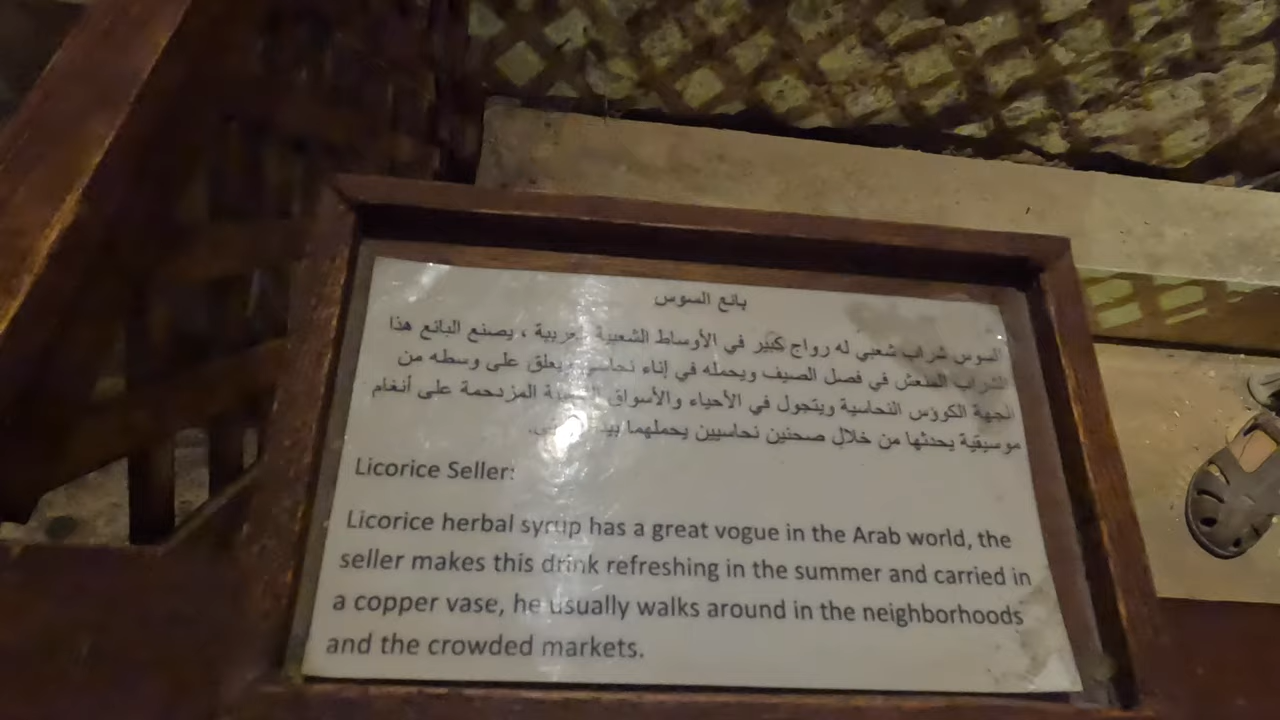 بائع السوس
السوس شراب شعبي له رواج كبير في الأوساط الشعبية ، يصنع البائع هذا
الشراب المنعش في فصل الصيف ويحمله في إناء يعلق على وسطه من
الجهة الكؤوس النحاسية ويتجول في الأحياء والأسواق المزدحمة على أنغام
موسيقية يحدثها من خلال صحنين نحاسيين يحملهما
Licorice Seller:
Licorice herbal syrup has a great vogue in the Arab world, the
seller makes this drink refreshing in the summer and carried in
a copper vase, he usually walks around in the neighborhoods
and the crowded markets.